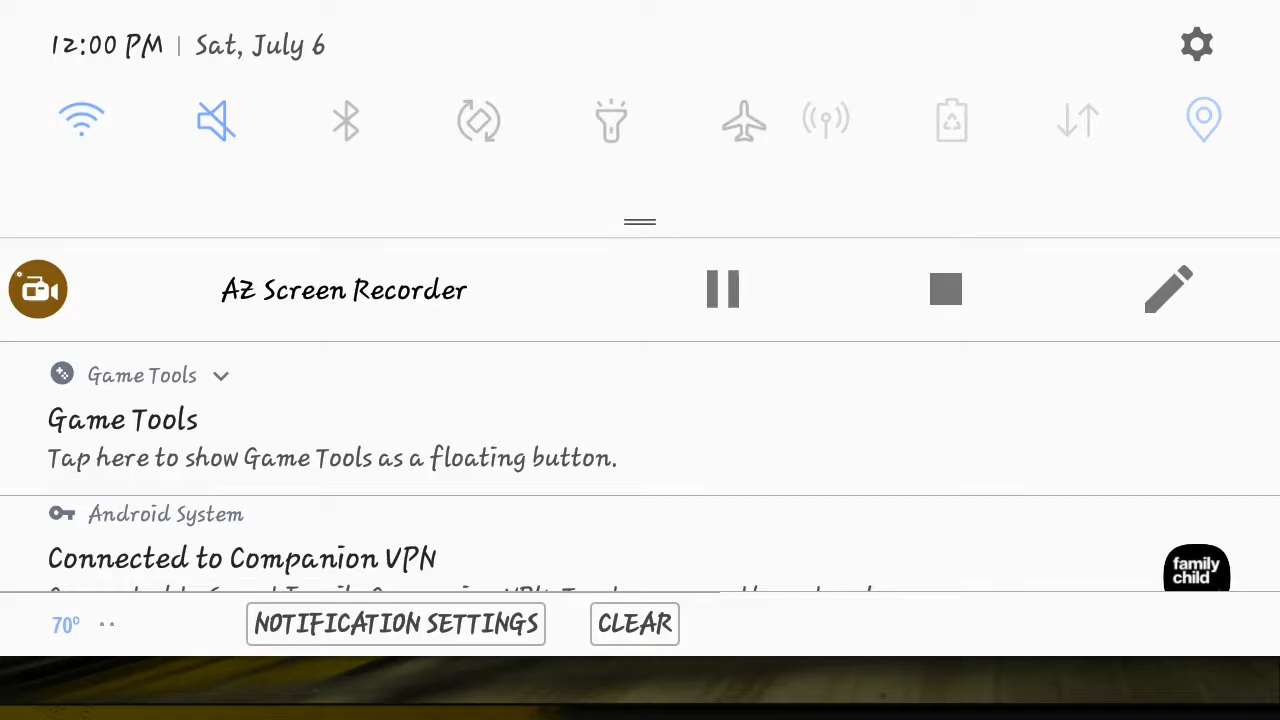 12:00 PM | Sat, July 6
AZ Screen Recorder
Game Tools
Game Tools
Tap here to show Game Tools as a floating button.
Android System
Connected to Companion VPN
family
child
70° ··
NOTIFICATION SETTINGS
CLEAR